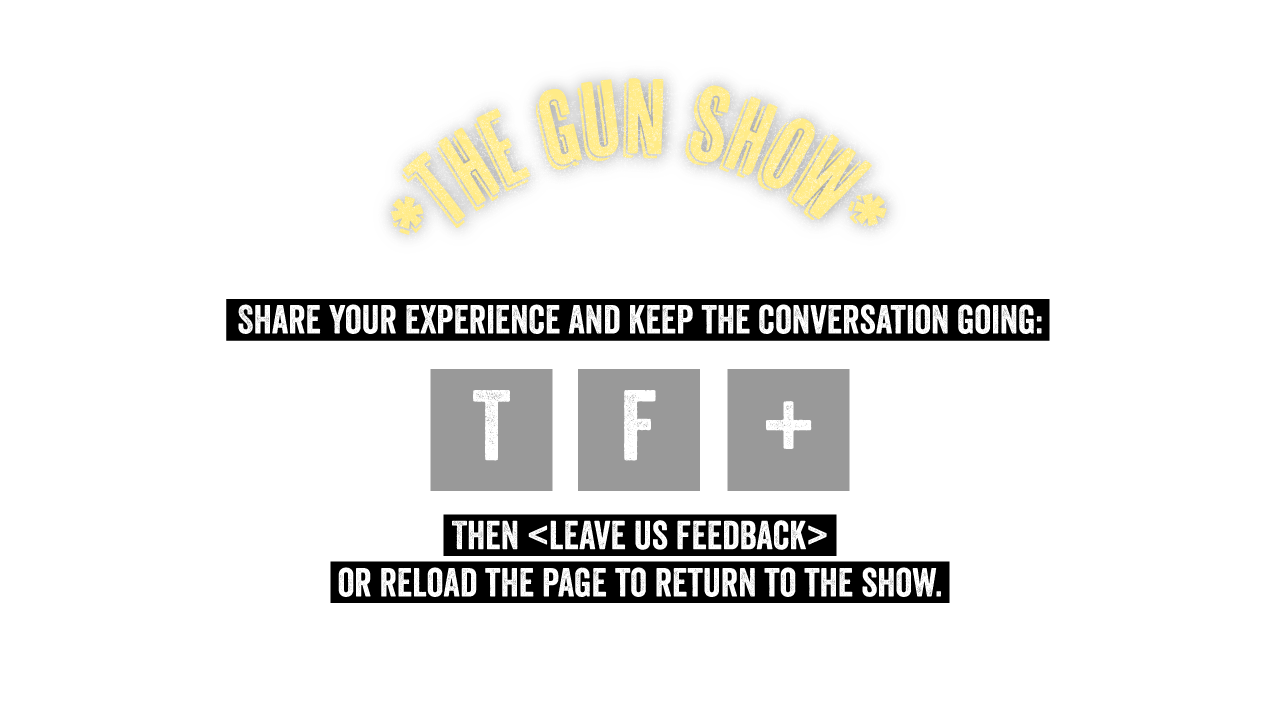 *THE GUN SHOW*
SHARE YOUR EXPERIENCE AND KEEP THE CONVERSATION GOING:
T F +
THEN <LEAVE US FEEDBACK>
OR RELOAD THE PAGE TO RETURN TO THE SHOW.